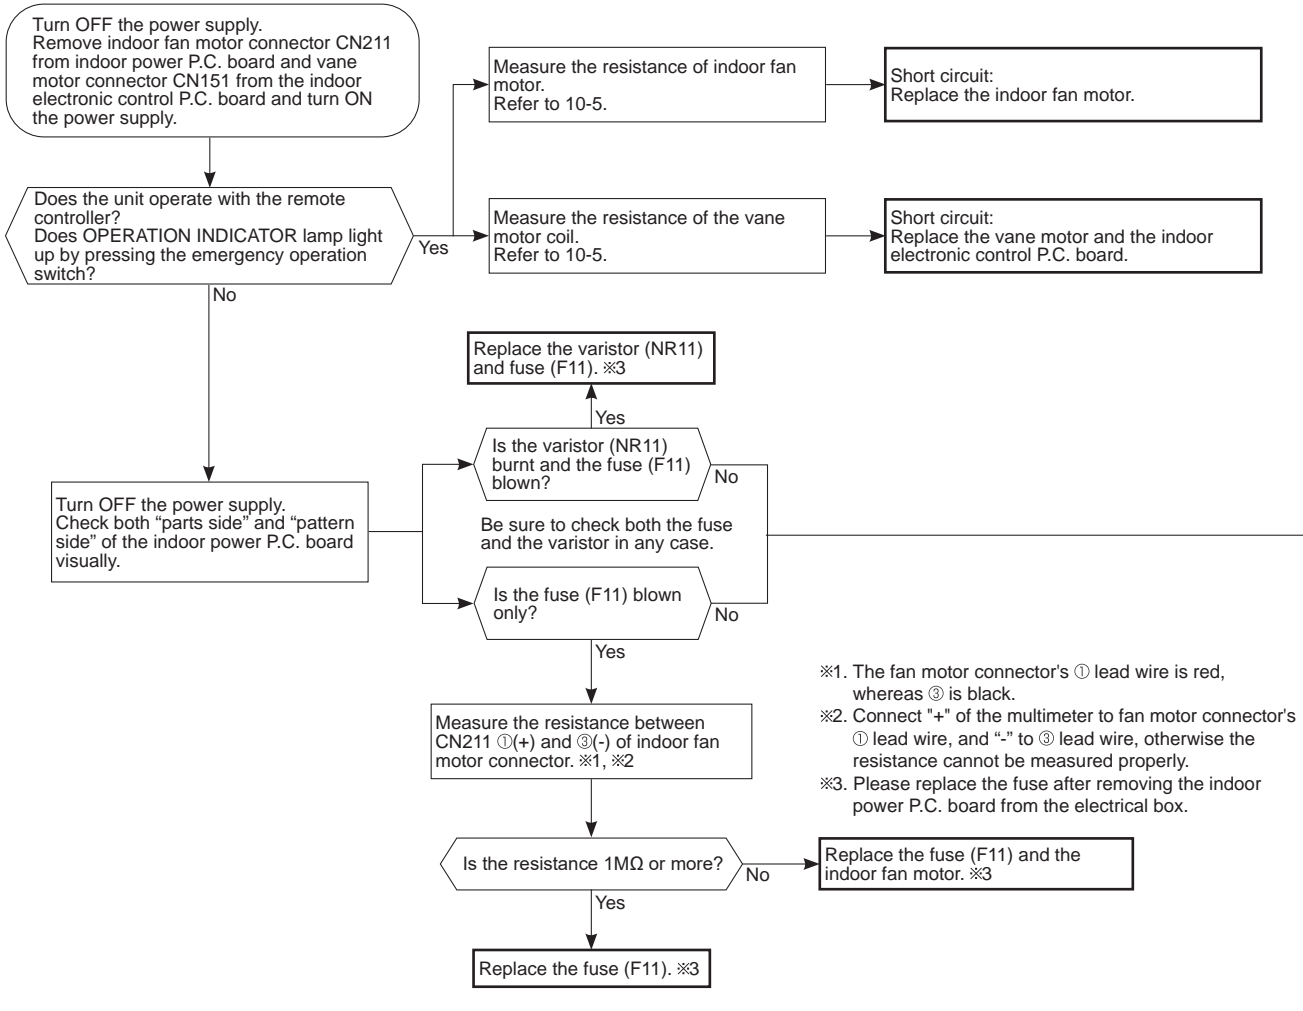 Turn OFF the power supply.
Remove indoor fan motor connector CN211
from indoor power P.C. board and vane
motor connector CN151 from the indoor
electronic control P.C. board and turn ON
the power supply.
Measure the resistance of indoor fan
motor.
Refer to 10-5.
Short circuit:
Replace the indoor fan motor.
Does the unit operate with the remote
controller?
Does OPERATION INDICATOR lamp light
up by pressing the emergency operation
switch?
Yes
Measure the resistance of the vane
motor coil.
Refer to 10-5.
Short circuit:
Replace the vane motor and the indoor
electronic control P.C. board.
No
Replace the varistor (NR11)
and fuse (F11). ※3
Yes
Is the varistor (NR11)
burnt and the fuse (F11)
blown?
No
Turn OFF the power supply.
Check both “parts side” and “pattern
side” of the indoor power P.C. board
visually.
Be sure to check both the fuse
and the varistor in any case.
Is the fuse (F11) blown
only?
No
Yes
Measure the resistance between
CN211 ①(+) and ③(-) of indoor fan
motor connector. ※1, ※2
※1. The fan motor connector's ① lead wire is red,
whereas ③ is black.
※2. Connect "+" of the multimeter to fan motor connector's
① lead wire, and “-” to ③ lead wire, otherwise the
resistance cannot be measured properly.
※3. Please replace the fuse after removing the indoor
power P.C. board from the electrical box.
Is the resistance 1MΩ or more?
No
Replace the fuse (F11) and the
indoor fan motor. ※3
Yes
Replace the fuse (F11). ※3